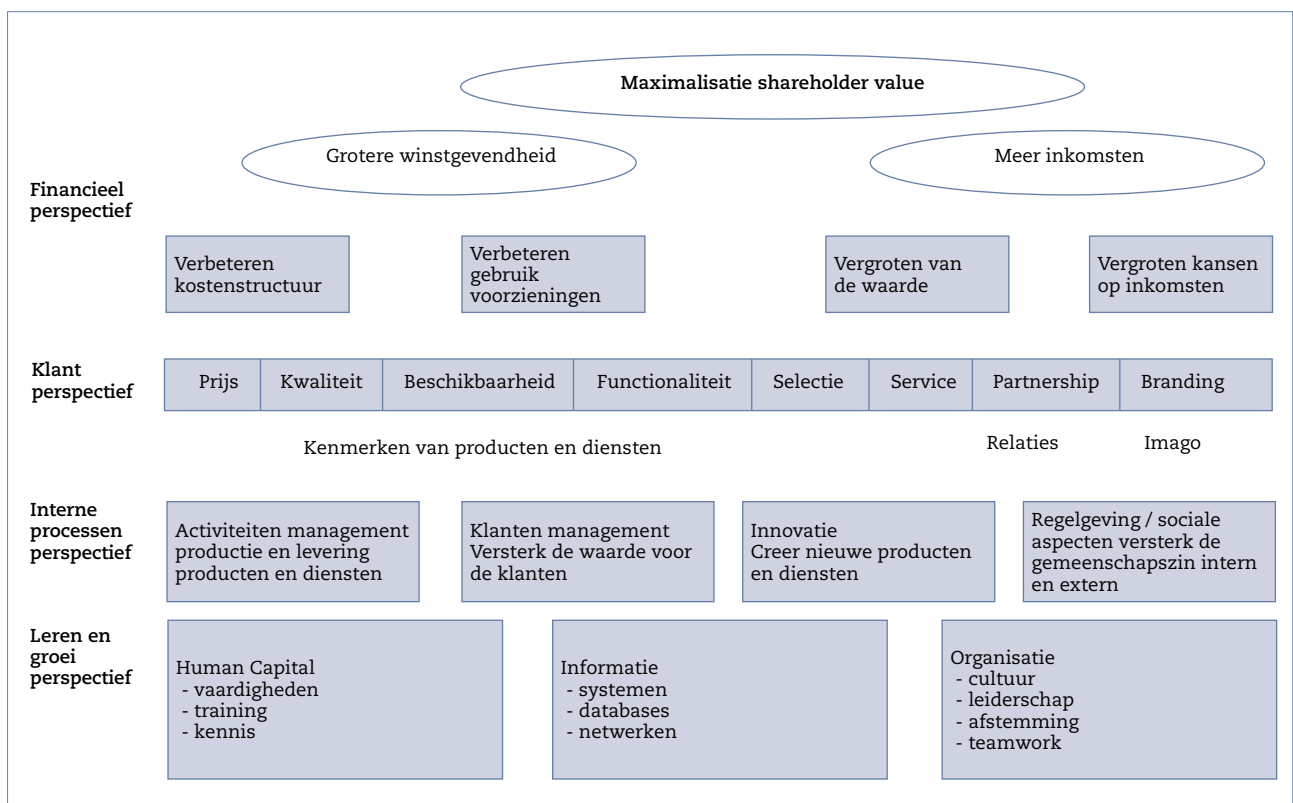 Maximalisatie shareholder value
Grotere winstgevendheid
Meer inkomsten
Financieel
perspectief
Verbeteren
kostenstructuur
Verbeteren
gebruik
voorzieningen
Vergroten van
de waarde
Vergroten kansen
op inkomsten
Klant
perspectief
Prijs
Kwaliteit
Beschikbaarheid
Functionaliteit
Selectie
Service
Partnership
Branding
Kenmerken van producten en diensten
Relaties
Imago
Interne
processen
perspectief
Activiteiten management
productie en levering
producten en diensten
Klanten management
Versterk de waarde voor
de klanten
Innovatie
Creer nieuwe producten
en diensten
Regelgeving / sociale
aspecten versterk de
gemeenschapszin intern
en extern
Leren en
groei
perspectief
Human Capital
- vaardigheden
- training
- kennis
Informatie
- systemen
- databases
- netwerken
Organisatie
- cultuur
- leiderschap
- afstemming
- teamwork